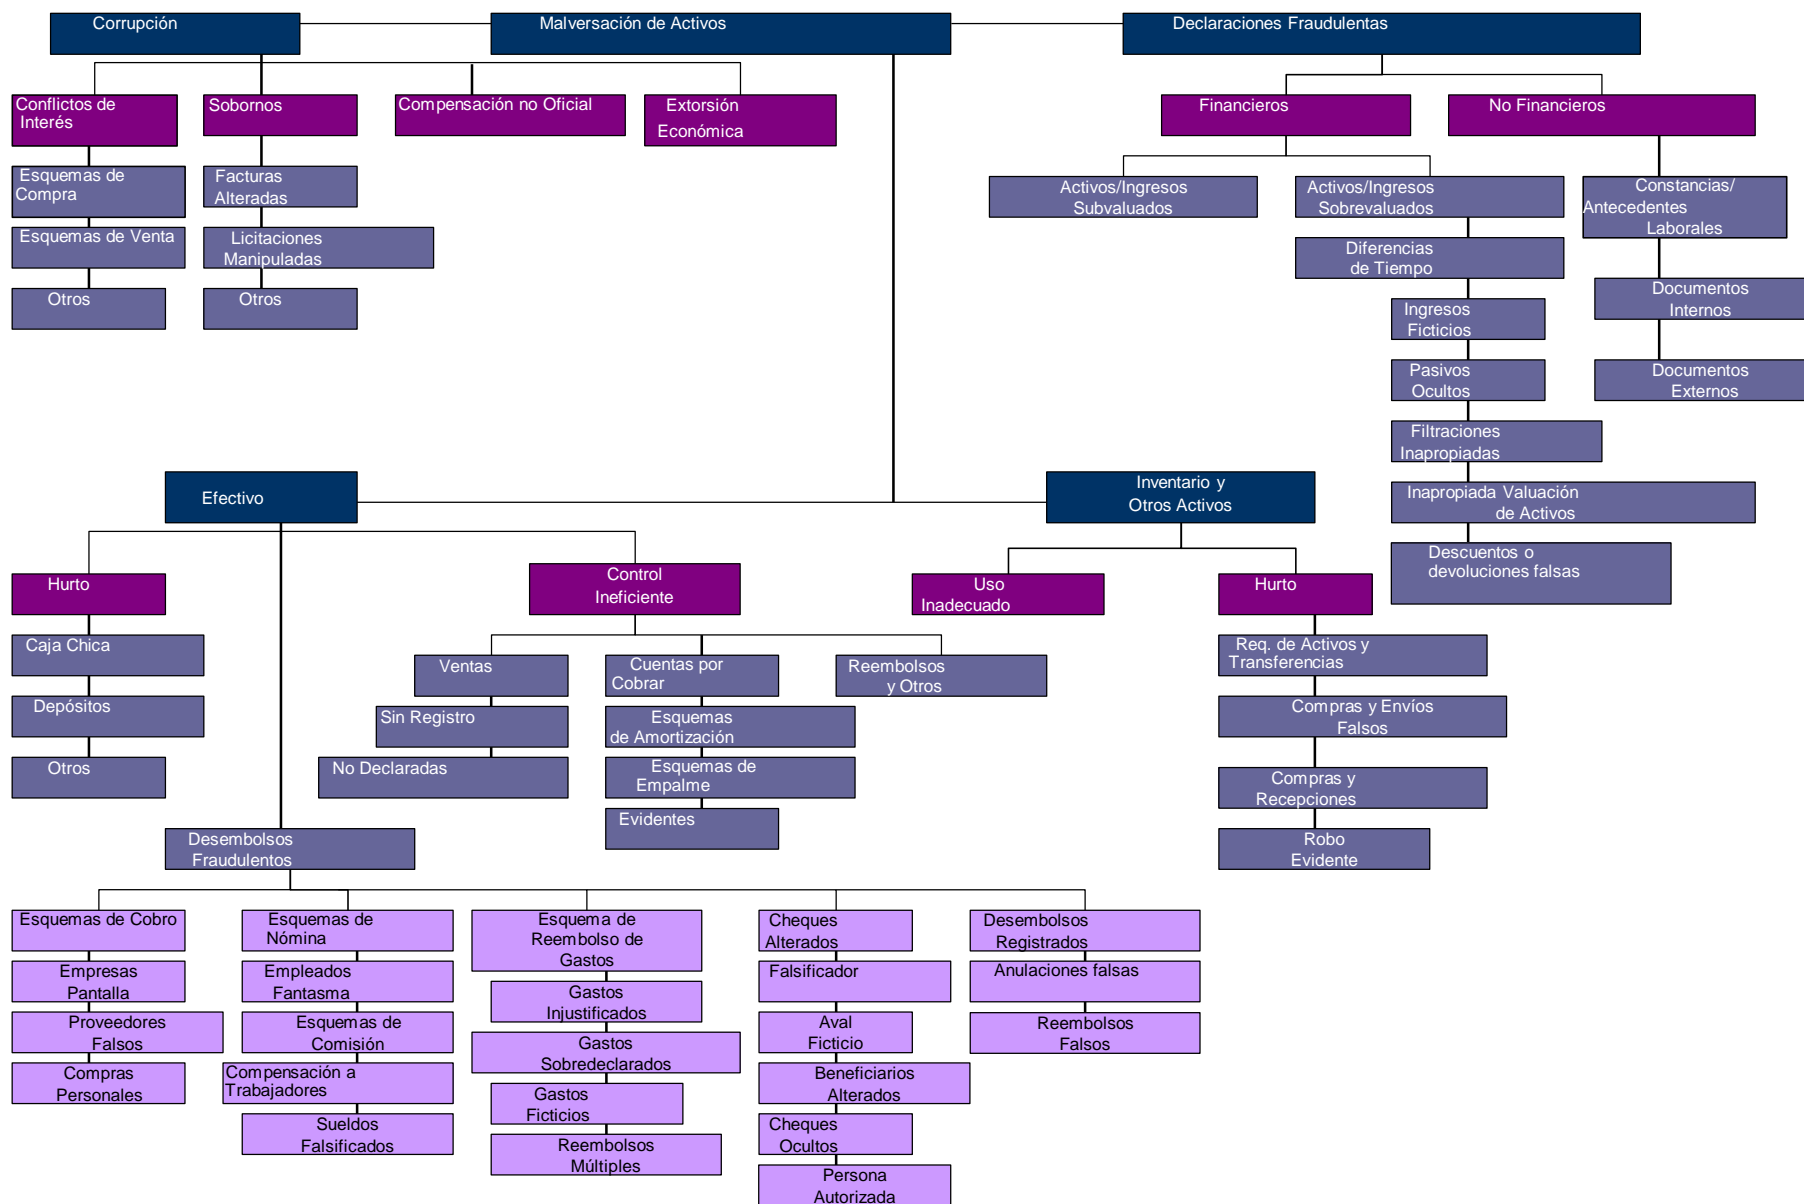 Corrupción
Malversación de Activos
Declaraciones Fraudulentas
Conflictos de
Interés
Sobornos
Compensación no Oficial
Extorsión
Económica
Financieros
No Financieros
Esquemas de
Compra
Facturas
Alteradas
Activos/Ingresos
Subvaluados
Activos/Ingresos
Sobrevaluados
Constancias/
Antecedentes
Laborales
Esquemas de Venta
Licitaciones
Manipuladas
Diferencias
de Tiempo
Otros
Otros
Documentos
Internos
Ingresos
Ficticios
Pasivos
Ocultos
Documentos
Externos
Filtraciones
Inapropiadas
Inapropiada Valuación
de Activos
Descuentos o
devoluciones falsas
Efectivo
Inventario y
Otros Activos
Hurto
Control
Ineficiente
Uso
Inadecuado
Hurto
Caja Chica
Depósitos
Otros
Ventas
Sin Registro
No Declaradas
Cuentas por
Cobrar
Esquemas
de Amortización
Esquemas de
Empalme
Evidentes
Reembolsos
y Otros
Req. de Activos y
Transferencias
Compras y Envíos
Falsos
Compras y
Recepciones
Robo
Evidente
Desembolsos
Fraudulentos
Esquemas de Cobro
Empresas
Pantalla
Proveedores
Falsos
Compras
Personales
Esquemas de
Nómina
Empleados
Fantasma
Esquemas de
Comisión
Compensación a
Trabajadores
Sueldos
Falsificados
Esquema de
Reembolso de
Gastos
Gastos
Injustificados
Gastos
Sobredeclarados
Gastos
Ficticios
Reembolsos
Múltiples
Cheques
Alterados
Falsificador
Aval
Ficticio
Beneficiarios
Alterados
Cheques
Ocultos
Persona
Autorizada
Desembolsos
Registrados
Anulaciones falsas
Reembolsos
Falsos